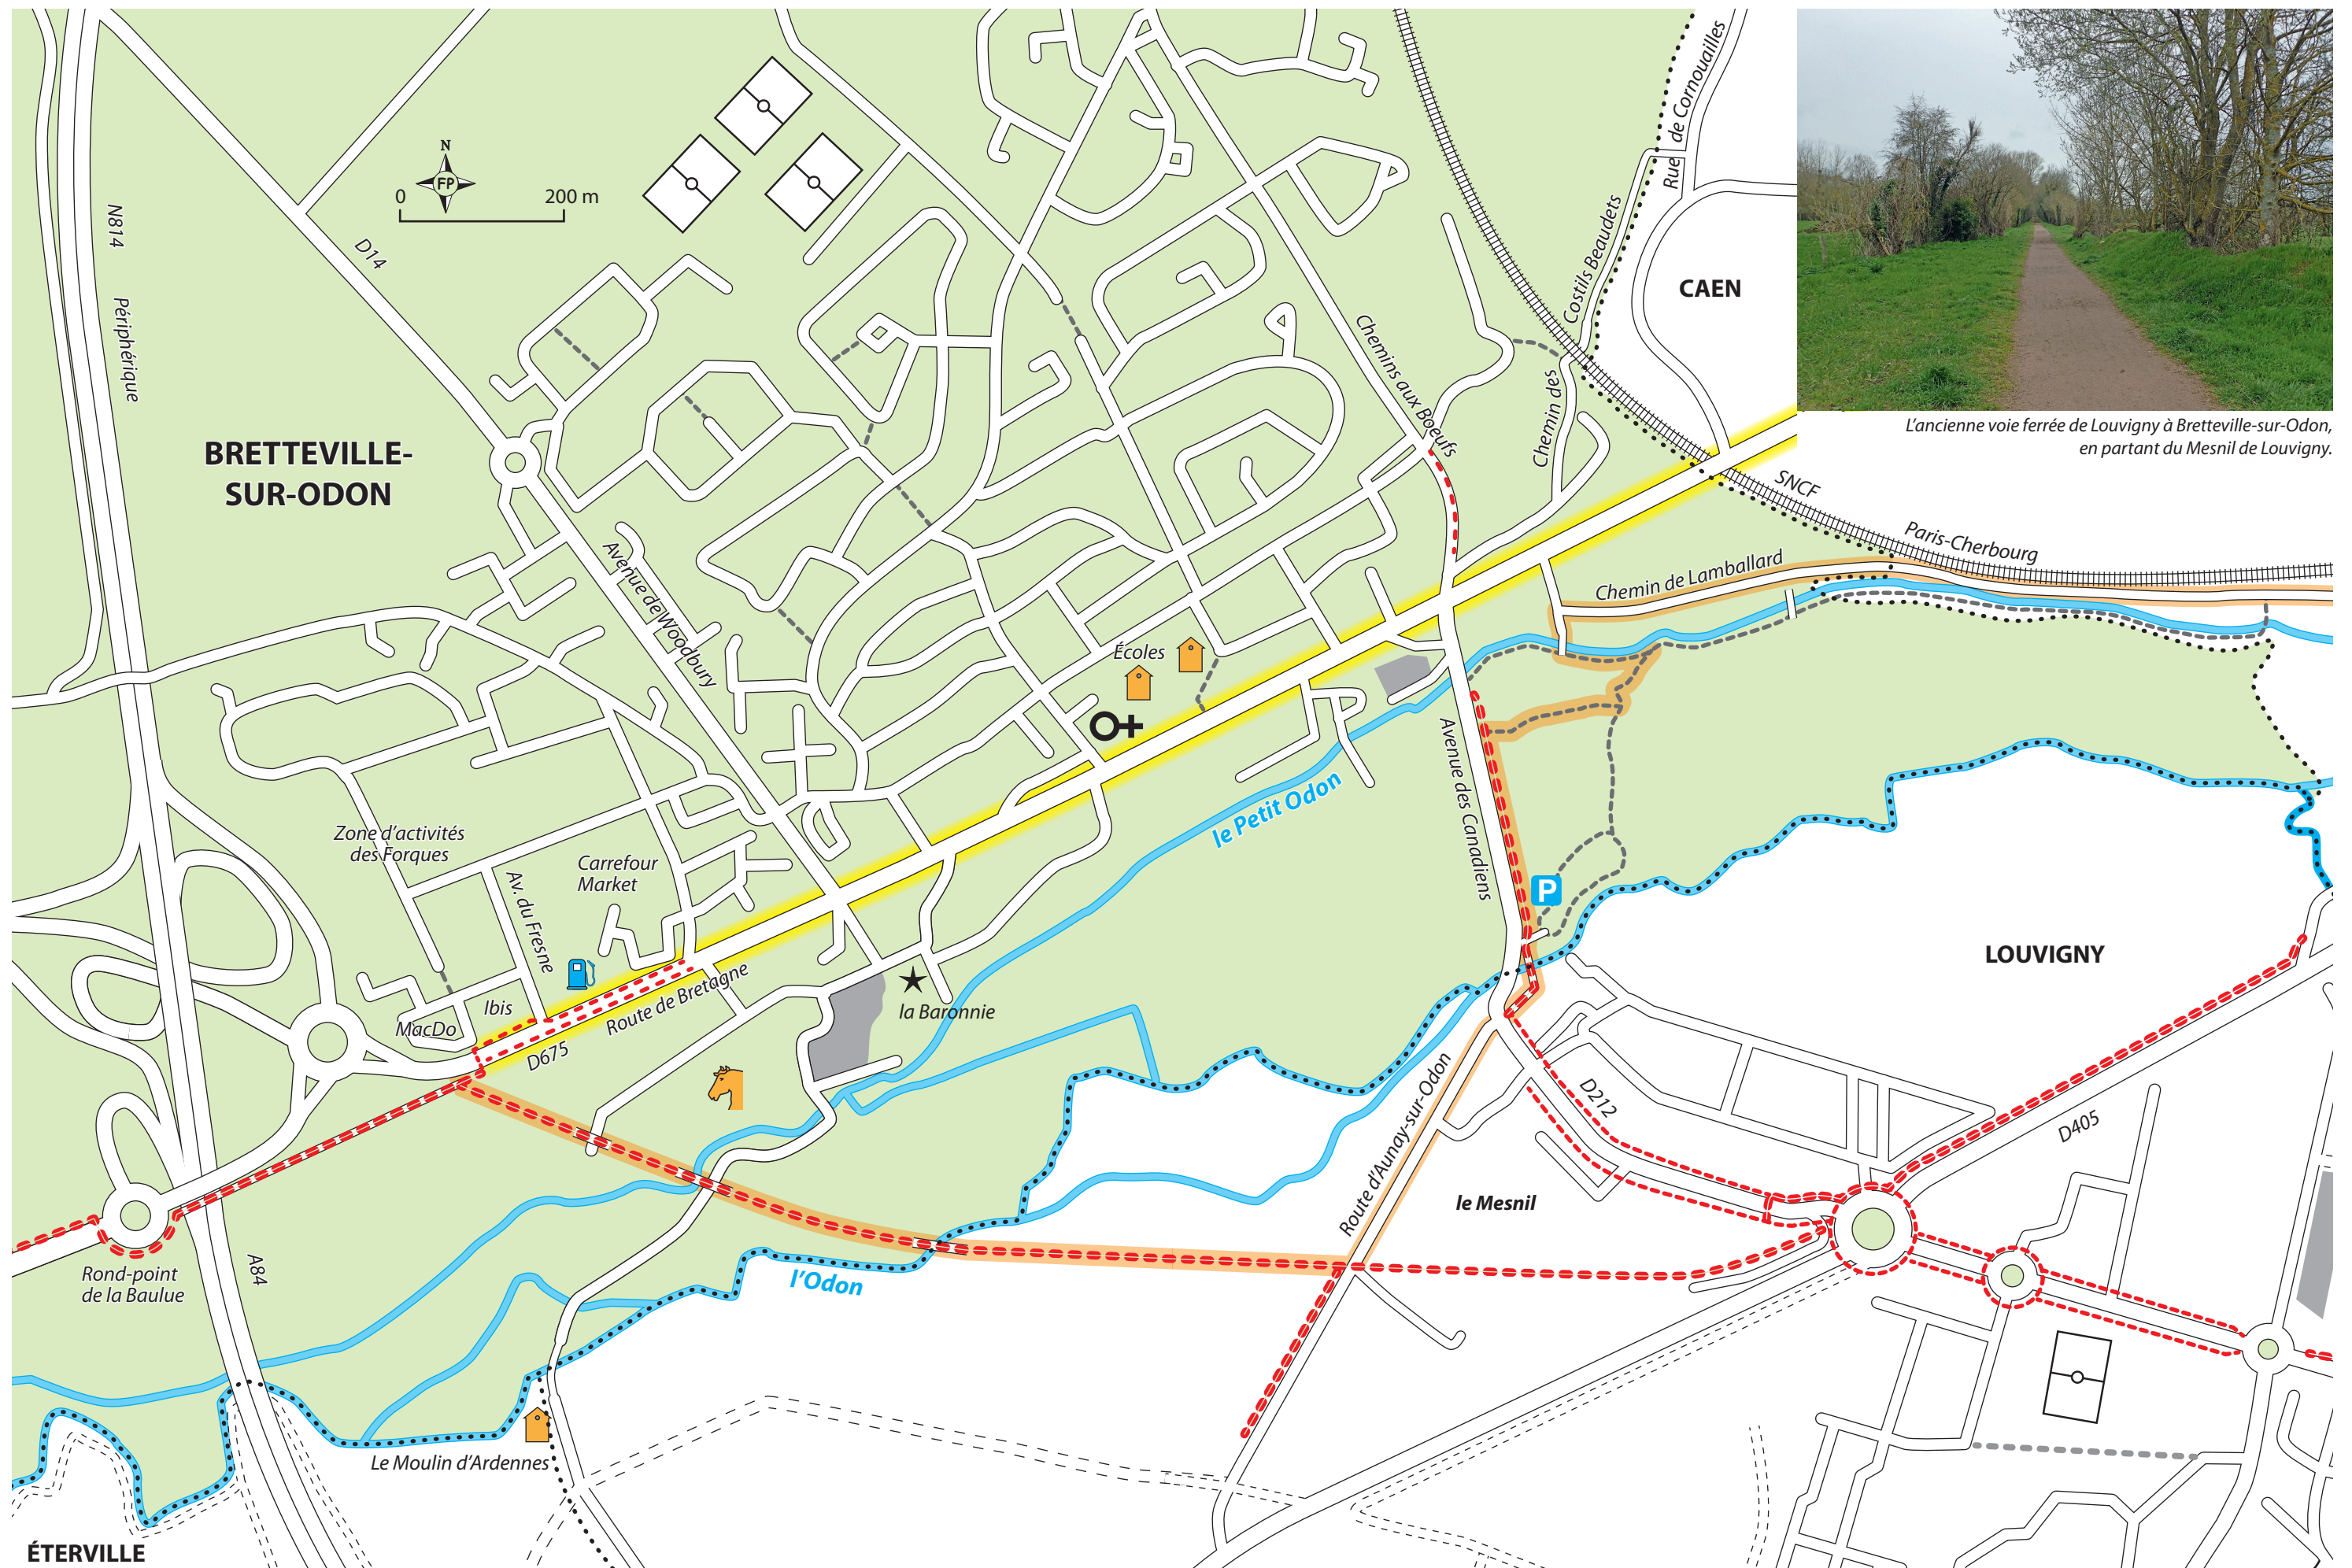 N
FP
0 200 m
N814
Périphérique
D14
BRETTEVILLE-
SUR-ODON
Rue de Cornouailles
Costils Beaudets
Chemin des
CAEN
L'ancienne voie ferrée de Louvigny à Bretteville-sur-Odon,
en partant du Mesnil de Louvigny.
Chemins aux Boeufs
SNCF
Paris-Cherbourg
Chemin de Lamballard
Avenue de Woodbury
Écoles
le Petit Odon
Avenue des Canadiens
Zone d'activités
des Forques
Carrefour
Market
Av. du Fresne
P
LOUVIGNY
Ibis
MacDo
Route de Bretagne
D675
la Baronnie
Route d'Aunay-sur-Odon
D212
D405
le Mesnil
Rond-point
de la Baulue
A84
l'Odon
Le Moulin d'Ardennes
ÉTERVILLE